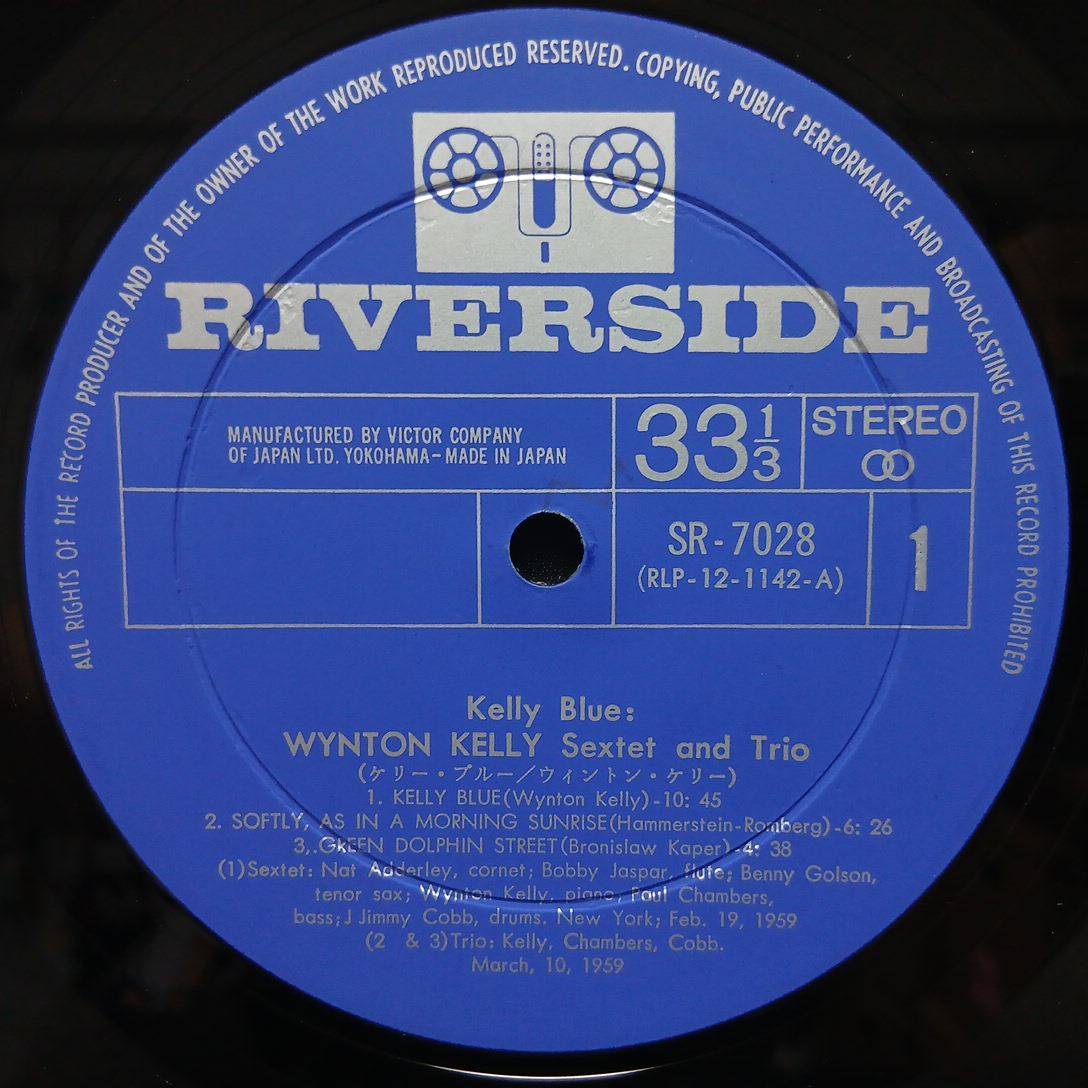 ALL RIGHTS OF THE RECORD PRODUCER AND OF THE OWNER OF THE WORK REPRODUCED RESERVED. COPYING, PUBLIC PERFORMANCE AND BROADCASTING OF THIS RECORD PROHIBITED
RIVERSIDE
MANUFACTURED BY VICTOR COMPANY
OF JAPAN LTD. YOKOHAMA-MADE IN JAPAN
33 1/3
STEREO
SR-7028
(RLP-12-1142-A)
1
Kelly Blue:
WYNTON KELLY Sextet and Trio
(ケリー・ブルー/ウィントン・ケリー)
1. KELLY BLUE(Wynton Kelly)-10: 45
2. SOFTLY, AS IN A MORNING SUNRISE(Hammerstein-Romberg)-6: 26
3,.GREEN DOLPHIN STREET(Bronislaw Kaper)-4: 38
(1)Sextet: Nat Adderley, cornet; Bobby Jaspar, flute; Benny Golson,
tenor sax; Wynton Kelly, piano; Paul Chambers,
bass;J Jimmy Cobb, drums. New York; Feb. 19, 1959
(2 & 3)Trio: Kelly, Chambers, Cobb.
March, 10, 1959